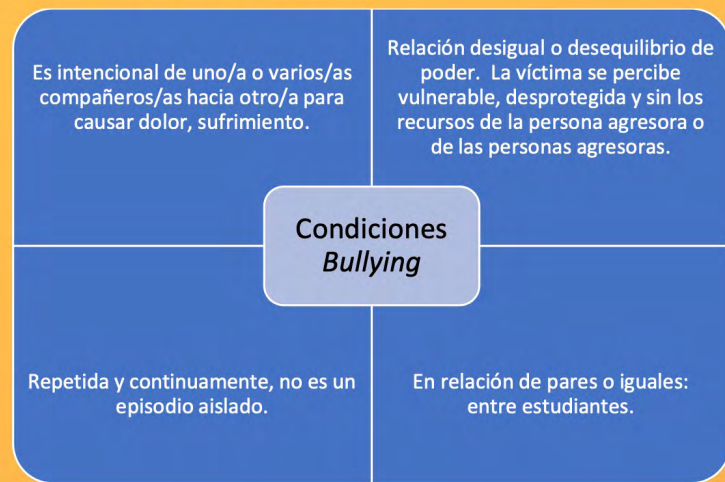 Es intencional de uno/a o varios/as
compañeros/as hacia otro/a para
causar dolor, sufrimiento.
Relación desigual o desequilibrio de
poder.  La víctima se percibe
vulnerable, desprotegida y sin los
recursos de la persona agresora o
de las personas agresoras.
Condiciones
Bullying
Repetida y continuamente, no es un
episodio aislado.
En relación de pares o iguales:
entre estudiantes.